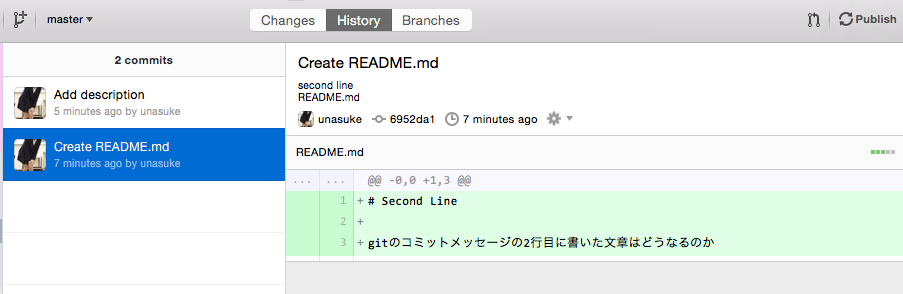 master
Changes
History
Branches
Publish
2 commits
Add description
5 minutes ago by unasuke
Create README.md
7 minutes ago by unasuke
Create README.md
second line
README.md
unasuke 6952da1 7 minutes ago
README.md
... ... @@ -0,0 +1,3 @@
1 + # Second Line
2 +
3 + gitのコミットメッセージの2行目に書いた文章はどうなるのか